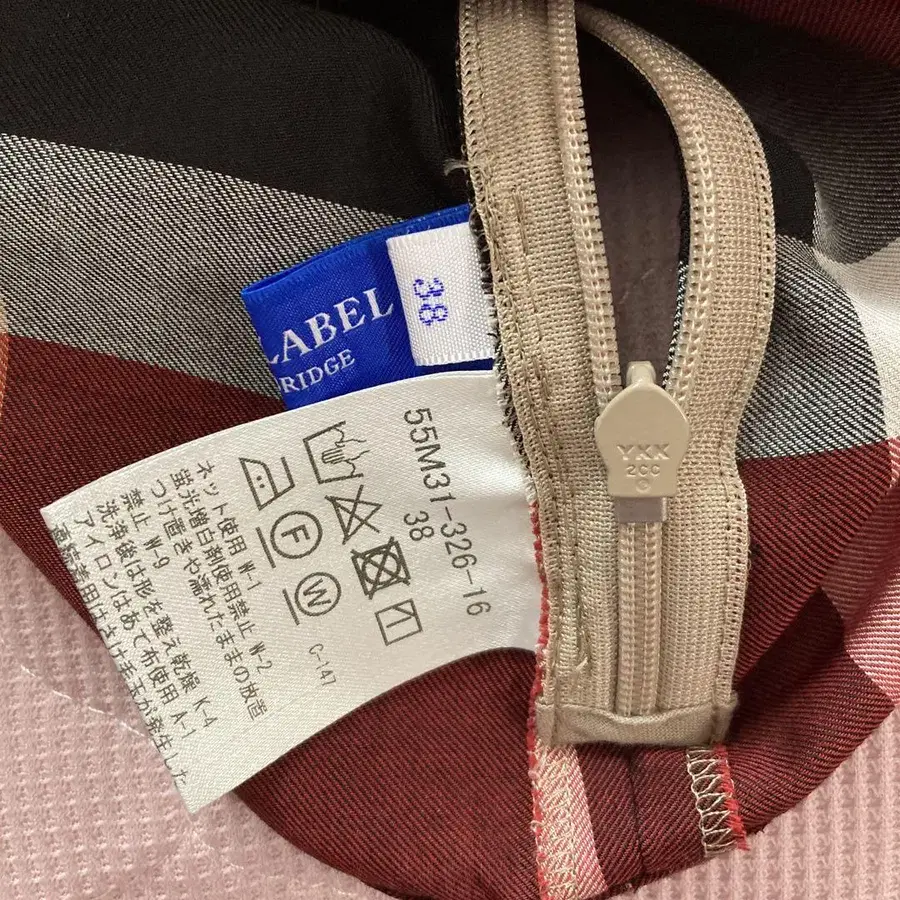 LABEL
RIDGE
38
YKK
2CC
55M31-326-16
38
F
W
C-147
ネット使用 W-1
蛍光増白剤使用禁止 W-2
つけ置きや濡れたままの放置
禁止 W-9
洗浄後は形を整え乾燥 K-4
アイロンはあて布使用 A-1